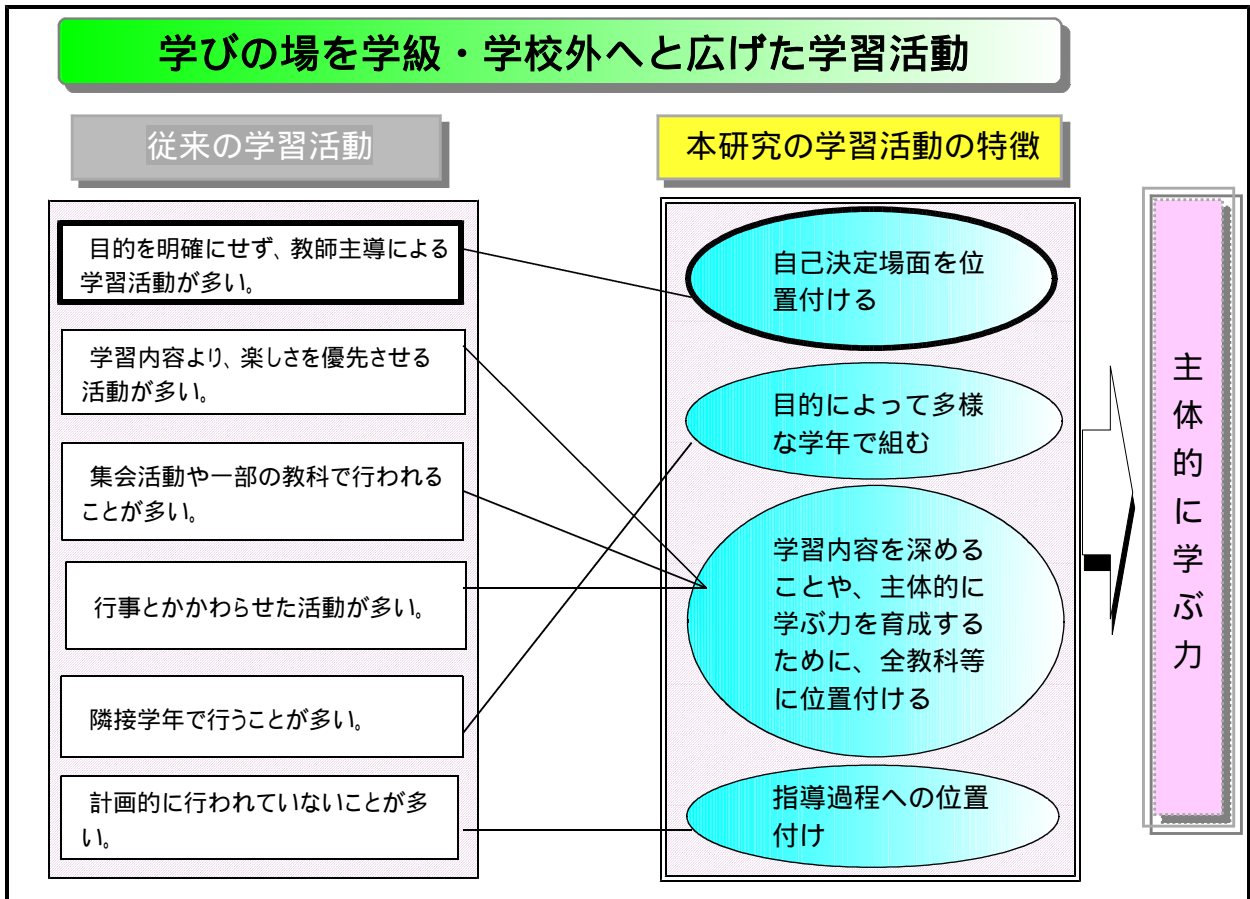 学びの場を学級・学校外へと広げた学習活動
従来の学習活動
目的を明確にせず、教師主導による
学習活動が多い。
学習内容より、楽しさを優先させる
活動が多い。
集会活動や一部の教科で行われる
ことが多い。
行事とかかわらせた活動が多い。
隣接学年で行うことが多い。
計画的に行われていないことが多
い。
本研究の学習活動の特徴
自己決定場面を位
置付ける
目的によって多様
な学年で組む
学習内容を深める
ことや、主体的に
学ぶ力を育成する
ために、全教科等
に位置付ける
指導過程への位置
付け
主体的に学ぶ力